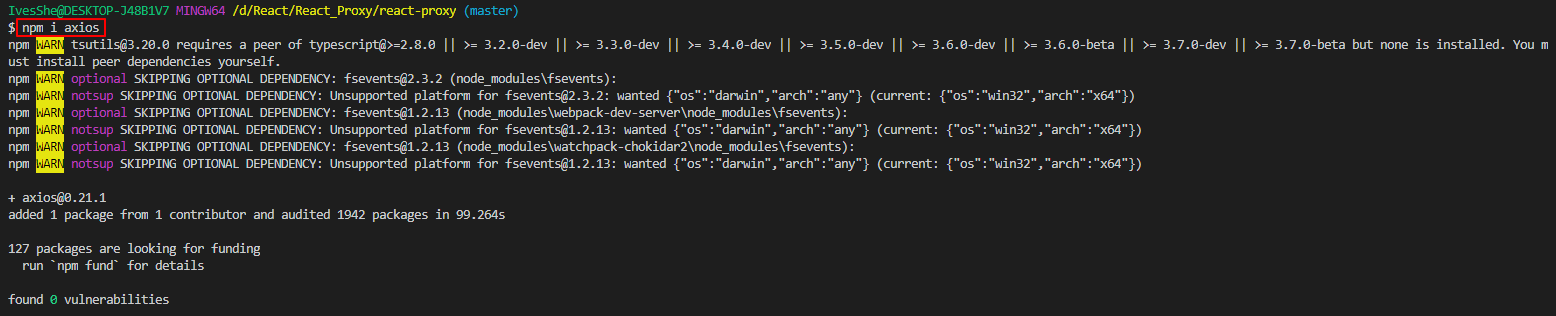 IvesShe@DESKTOP-J48B1V7 MINGW64 /d/React/React_Proxy/react-proxy (master)
$ npm i axios
npm WARN tsutils@3.20.0 requires a peer of typescript@>=2.8.0 || >= 3.2.0-dev || >= 3.3.0-dev || >= 3.4.0-dev || >= 3.5.0-dev || >= 3.6.0-dev || >= 3.6.0-beta || >= 3.7.0-dev || >= 3.7.0-beta but none is installed. You m
ust install peer dependencies yourself.
npm WARN optional SKIPPING OPTIONAL DEPENDENCY: fsevents@2.3.2 (node_modules\fsevents):
npm WARN notsup SKIPPING OPTIONAL DEPENDENCY: Unsupported platform for fsevents@2.3.2: wanted {"os":"darwin","arch":"any"} (current: {"os":"win32","arch":"x64"})
npm WARN optional SKIPPING OPTIONAL DEPENDENCY: fsevents@1.2.13 (node_modules\webpack-dev-server\node_modules\fsevents):
npm WARN notsup SKIPPING OPTIONAL DEPENDENCY: Unsupported platform for fsevents@1.2.13: wanted {"os":"darwin","arch":"any"} (current: {"os":"win32","arch":"x64"})
npm WARN optional SKIPPING OPTIONAL DEPENDENCY: fsevents@1.2.13 (node_modules\watchpack-chokidar2\node_modules\fsevents):
npm WARN notsup SKIPPING OPTIONAL DEPENDENCY: Unsupported platform for fsevents@1.2.13: wanted {"os":"darwin","arch":"any"} (current: {"os":"win32","arch":"x64"})
+ axios@0.21.1
added 1 package from 1 contributor and audited 1942 packages in 99.264s
127 packages are looking for funding
run `npm fund` for details
found 0 vulnerabilities